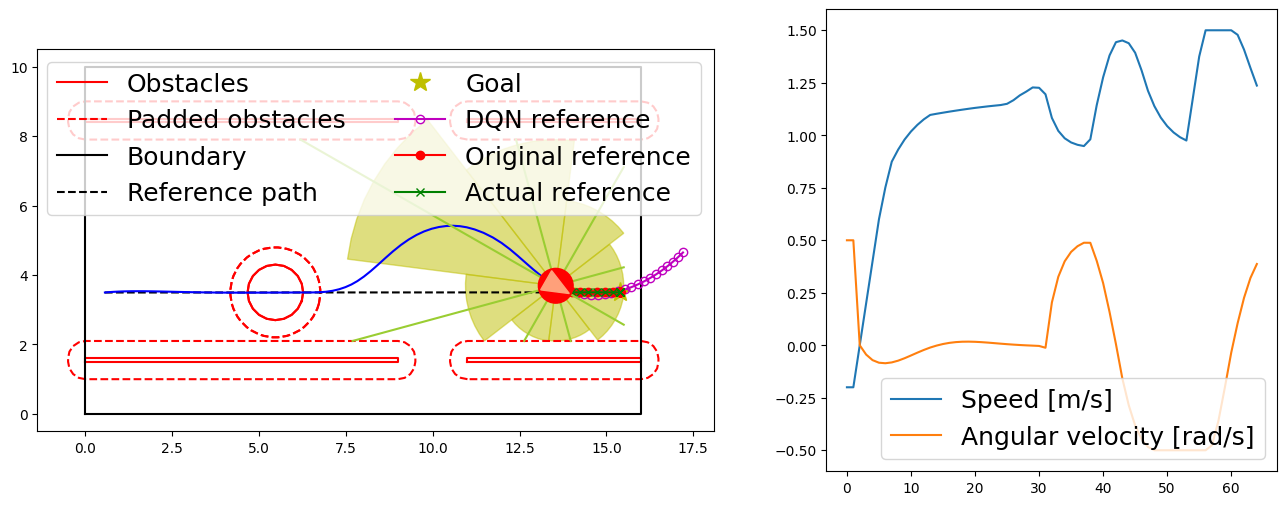 Obstacles
Padded obstacles
Boundary
Reference path
Goal
DQN reference
Original reference
Actual reference
10
8
6
4
2
0
0.0 2.5 5.0 7.5 10.0 12.5 15.0 17.5
1.50
1.25
1.00
0.75
0.50
0.25
0.00
−0.25
−0.50
Speed [m/s]
Angular velocity [rad/s]
0 10 20 30 40 50 60